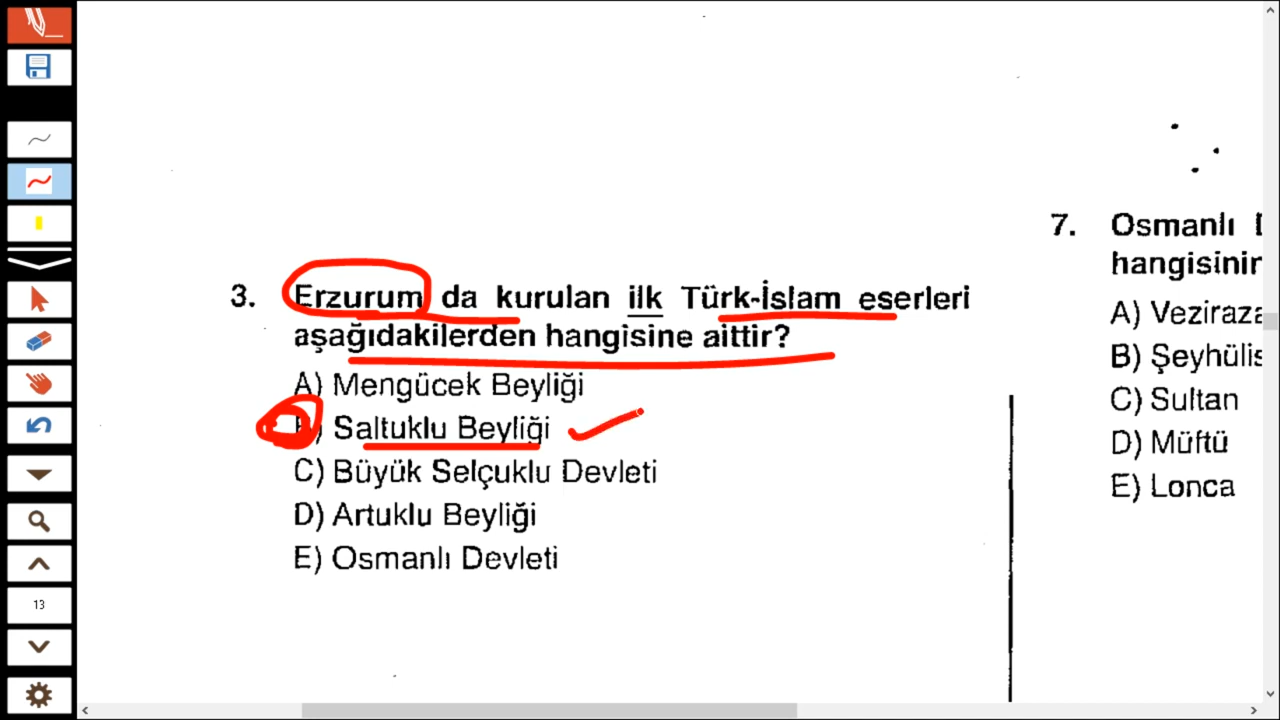 3. Erzurum da kurulan ilk Türk-İslam eserleri
aşağıdakilerden hangisine aittir?
A) Mengücek Beyliği
B) Saltuklu Beyliği
C) Büyük Selçuklu Devleti
D) Artuklu Beyliği
E) Osmanlı Devleti
7. Osmanlı
hangisinin
A) Veziraza
B) Şeyhülis
C) Sultan
D) Müftü
E) Lonca
13